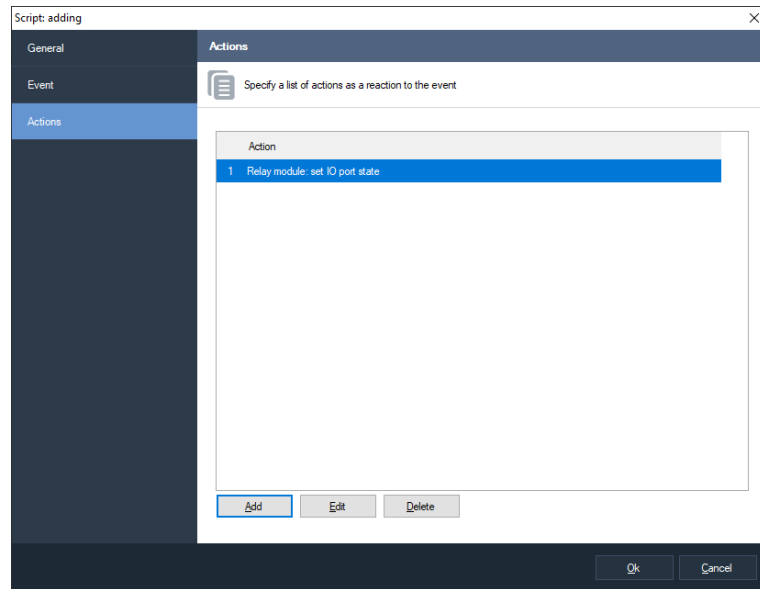 Script: adding
General
Actions
Event
Specify a list of actions as a reaction to the event
Actions
Action
1 Relay module: set IO port state
Add Edit Delete
Ok Cancel